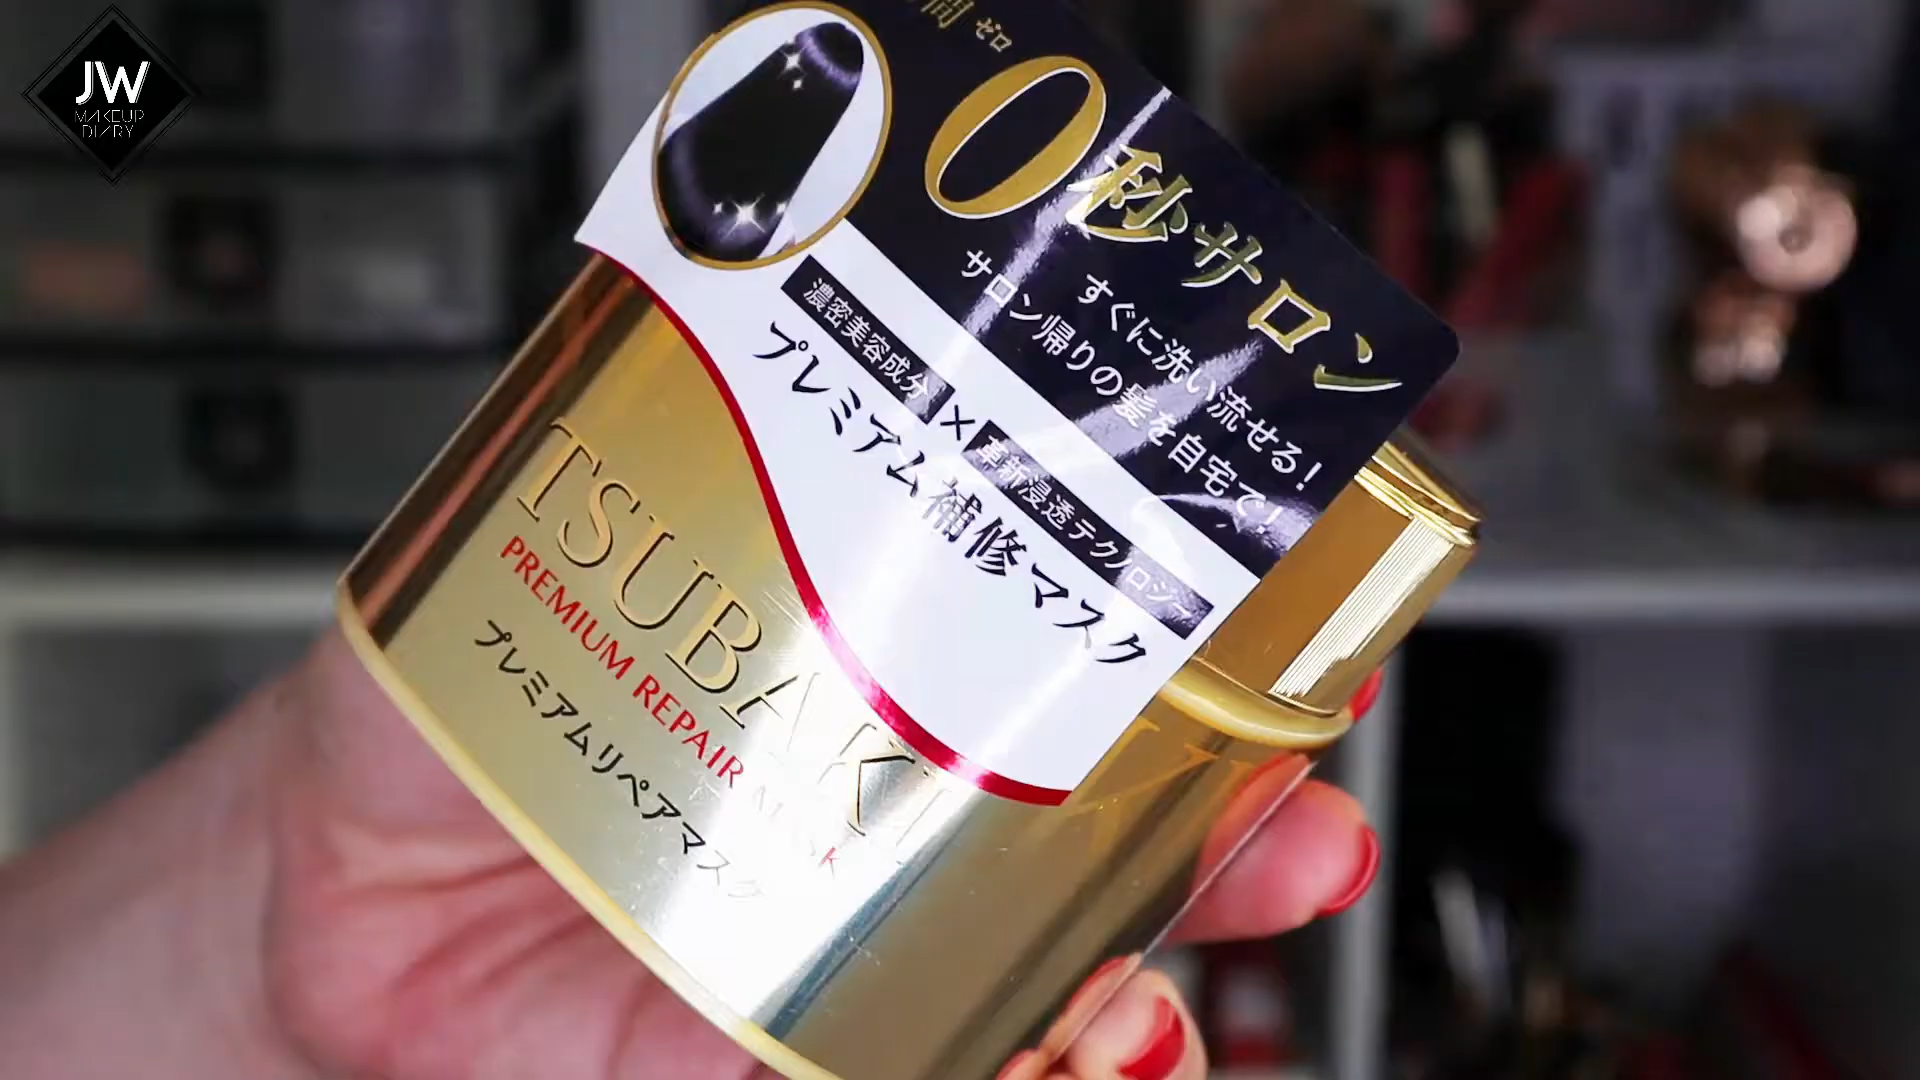 JW
MAKEUP
DIARY
間 ゼロ
0秒サロン
すぐに洗い流せる!
サロン帰りの髪を自宅で!
濃密美容成分×革新浸透テクノロジー
プレミアム補修マスク
TSUBAKI
PREMIUM REPAIR MASK
プレミアムリペアマスク